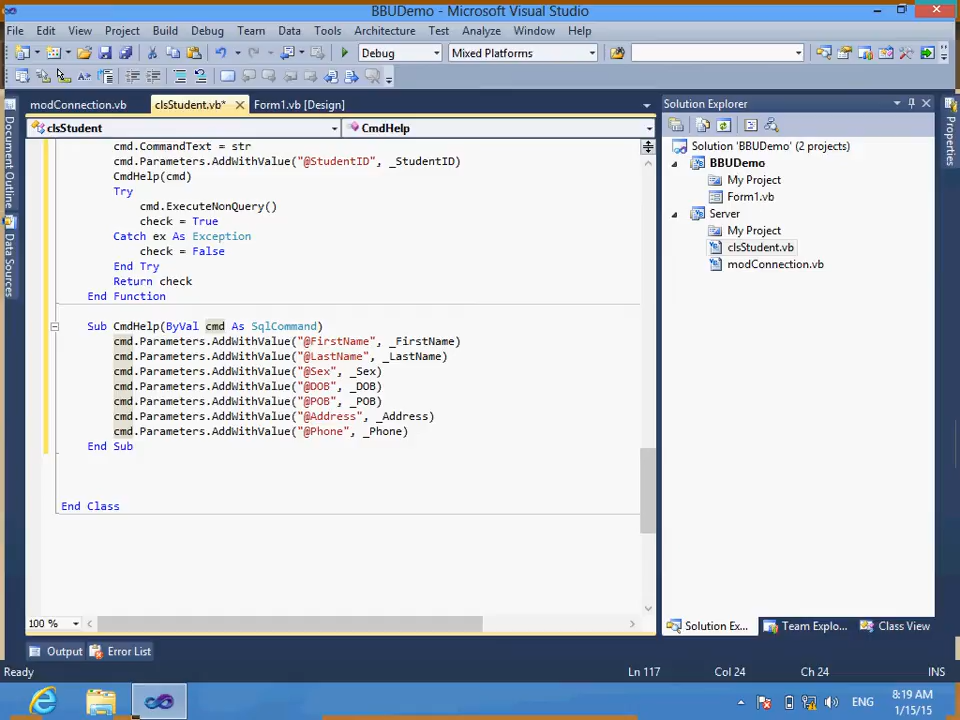 BBUDemo - Microsoft Visual Studio
File Edit View Project Build Debug Team Data Tools Architecture Test Analyze Window Help
Debug Mixed Platforms
modConnection.vb clsStudent.vb* Form1.vb [Design]
clsStudent CmdHelp
cmd.CommandText = str
cmd.Parameters.AddWithValue("@StudentID", _StudentID)
CmdHelp(cmd)
Try
cmd.ExecuteNonQuery()
check = True
Catch ex As Exception
check = False
End Try
Return check
End Function
Sub CmdHelp(ByVal cmd As SqlCommand)
cmd.Parameters.AddWithValue("@FirstName", _FirstName)
cmd.Parameters.AddWithValue("@LastName", _LastName)
cmd.Parameters.AddWithValue("@Sex", _Sex)
cmd.Parameters.AddWithValue("@DOB", _DOB)
cmd.Parameters.AddWithValue("@POB", _POB)
cmd.Parameters.AddWithValue("@Address", _Address)
cmd.Parameters.AddWithValue("@Phone", _Phone)
End Sub
End Class
100 %
Document Outline
Data Sources
Solution Explorer
Solution 'BBUDemo' (2 projects)
BBUDemo
My Project
Form1.vb
Server
My Project
clsStudent.vb
modConnection.vb
Properties
Solution Ex... Team Explo... Class View
Output Error List
Ready Ln 117 Col 24 Ch 24 INS
ENG
8:19 AM
1/15/15